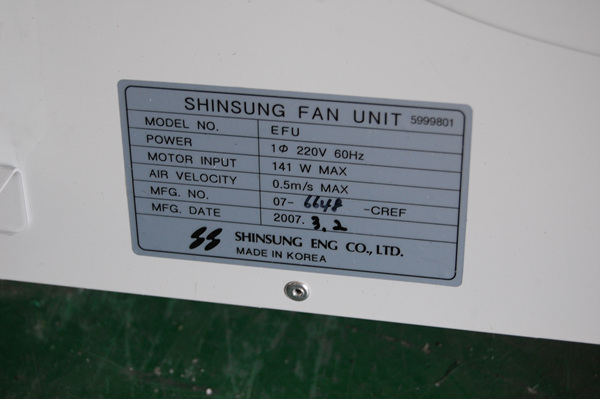 SHINSUNG FAN UNIT 5999801
MODEL NO. EFU
POWER 1Φ 220V 60Hz
MOTOR INPUT 141 W MAX
AIR VELOCITY 0.5m/s MAX
MFG. NO. 07- 6648 -CREF
MFG. DATE 2007. 3.2
SS SHINSUNG ENG CO., LTD.
MADE IN KOREA